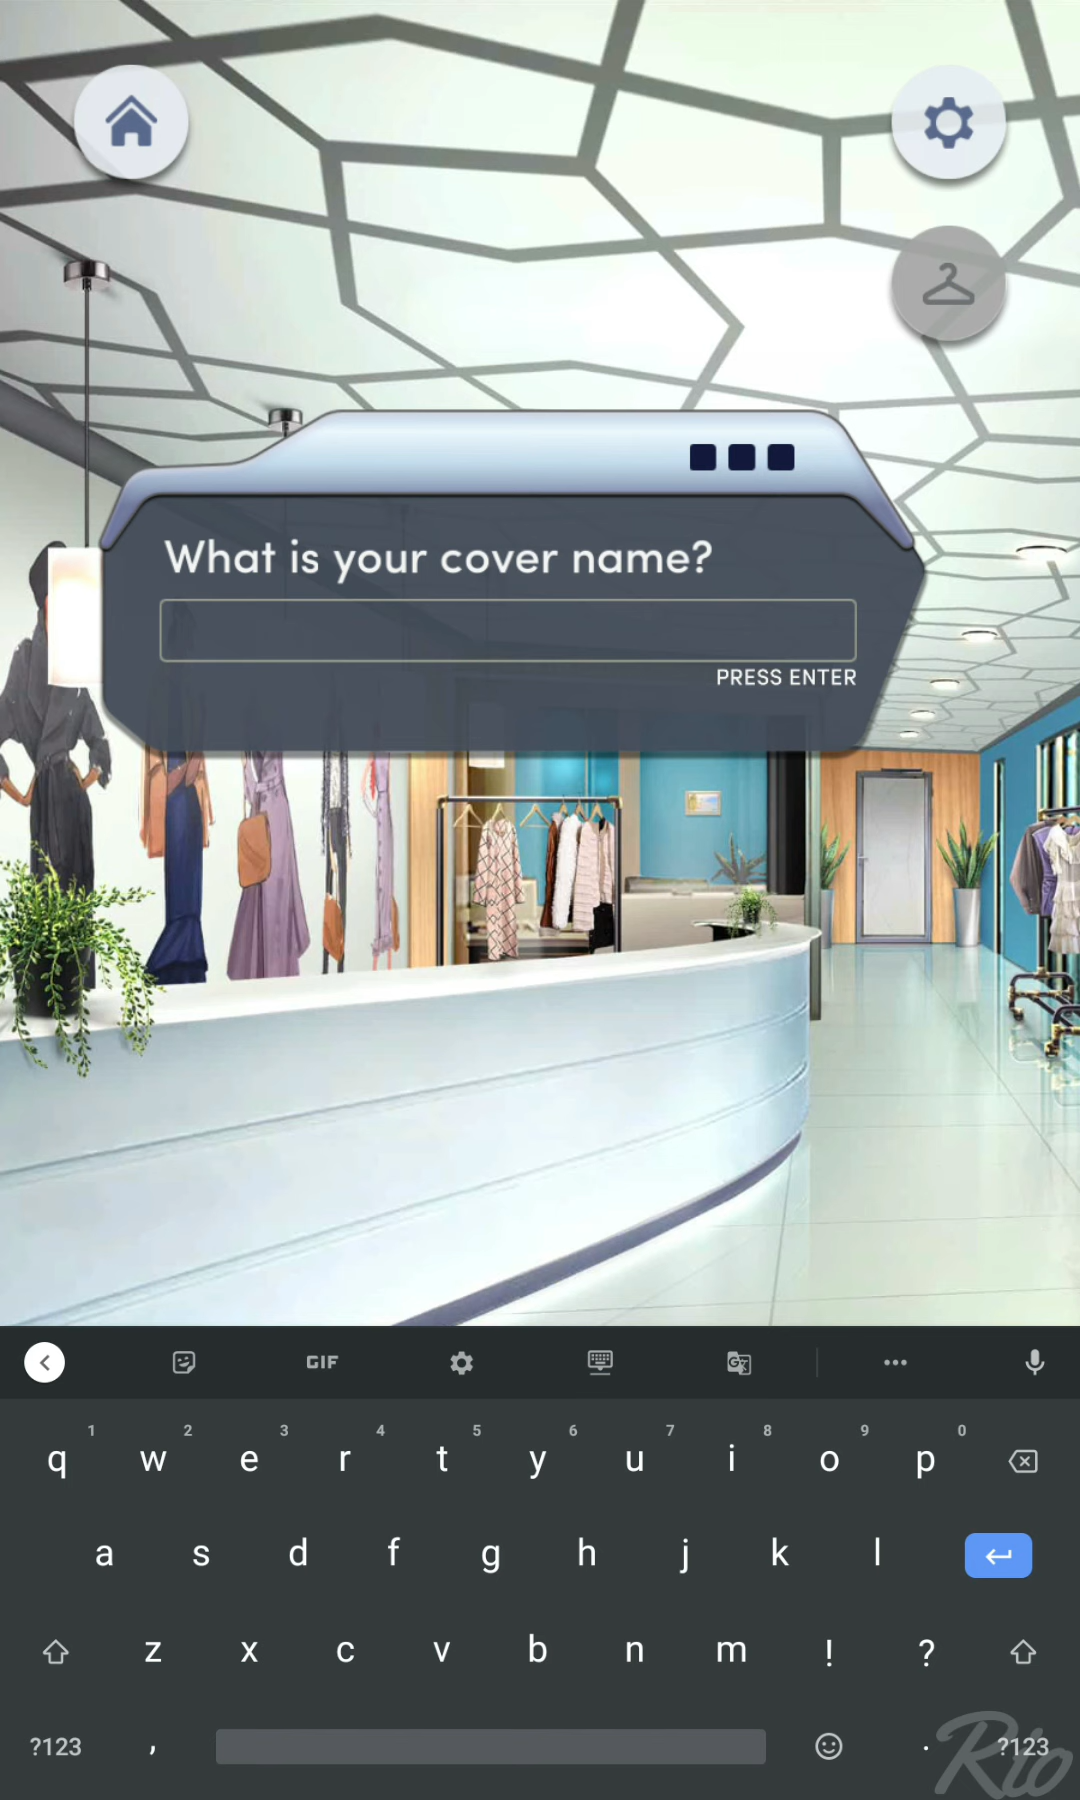 What is your cover name?
PRESS ENTER
GIF
1 2 3 4 5 6 7 8 9 0
q w e r t y u i o p
a s d f g h j k l
z x c v b n m ! ?
?123 , . ?123
Rio